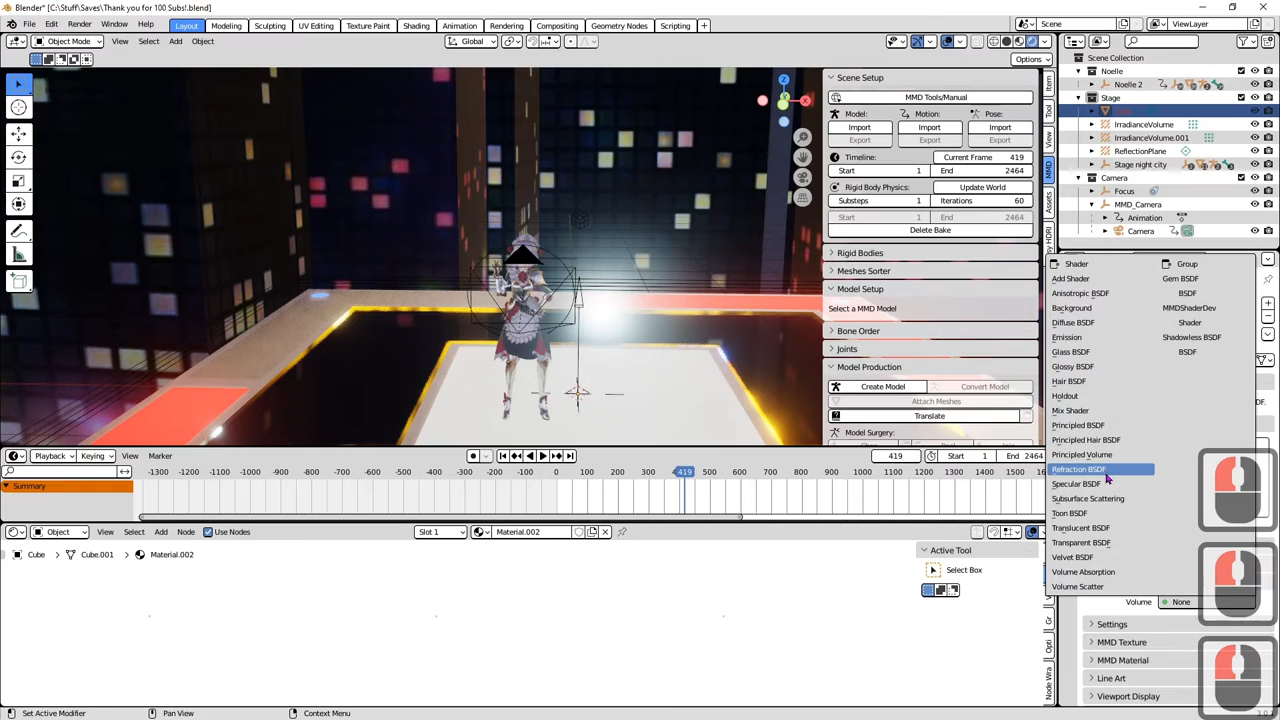 Blender* [C:\Stuff\Saves\Thank you for 100 Subs!.blend]
File Edit Render Window Help Layout Modeling Sculpting UV Editing Texture Paint Shading Animation Rendering Compositing Geometry Nodes Scripting + Scene ViewLayer
Object Mode View Select Add Object Global
Options
Scene Setup
MMD Tools/Manual
Model: Motion: Pose:
Import Import Import
Export Export Export
Timeline: Current Frame 419
Start 1 End 2464
Rigid Body Physics: Update World
Substeps 1 Iterations 60
Start 1 End 2464
Delete Bake
Rigid Bodies
Meshes Sorter
Model Setup
Select a MMD Model
Bone Order
Joints
Model Production
Create Model Convert Model
Attach Meshes
Translate
Model Surgery:
Item
Tool
View
MMD
Assets
Scene Collection
Noelle
Noelle 2
Stage
IrradianceVolume
IrradianceVolume.001
ReflectionPlane
Stage night city
Camera
Focus
MMD_Camera
Animation
Camera
Shader Group
Add Shader Gem BSDF
Anisotropic BSDF BSDF
Background MMDShaderDev
Diffuse BSDF Shader
Emission Shadowless BSDF
Glass BSDF BSDF
Glossy BSDF
Hair BSDF
Holdout
Mix Shader
Principled BSDF
Principled Hair BSDF
Principled Volume
Refraction BSDF
Specular BSDF
Subsurface Scattering
Toon BSDF
Translucent BSDF
Transparent BSDF
Velvet BSDF
Volume Absorption
Volume Scatter
Volume None
Settings
MMD Texture
MMD Material
Line Art
Viewport Display
Playback Keying View Marker 419 Start 1 End 2464
-1300 -1200 -1100 -1000 -900 -800 -700 -600 -500 -400 -300 -200 -100 0 100 200 300 419 500 600 700 800 900 1000 1100 1200 1300 1400 1500
Summary
Object View Select Add Node Use Nodes Slot 1 Material.002
Cube Cube.001 Material.002
Active Tool
Select Box
Gr
Opti
Node Wra
Set Active Modifier Pan View Context Menu